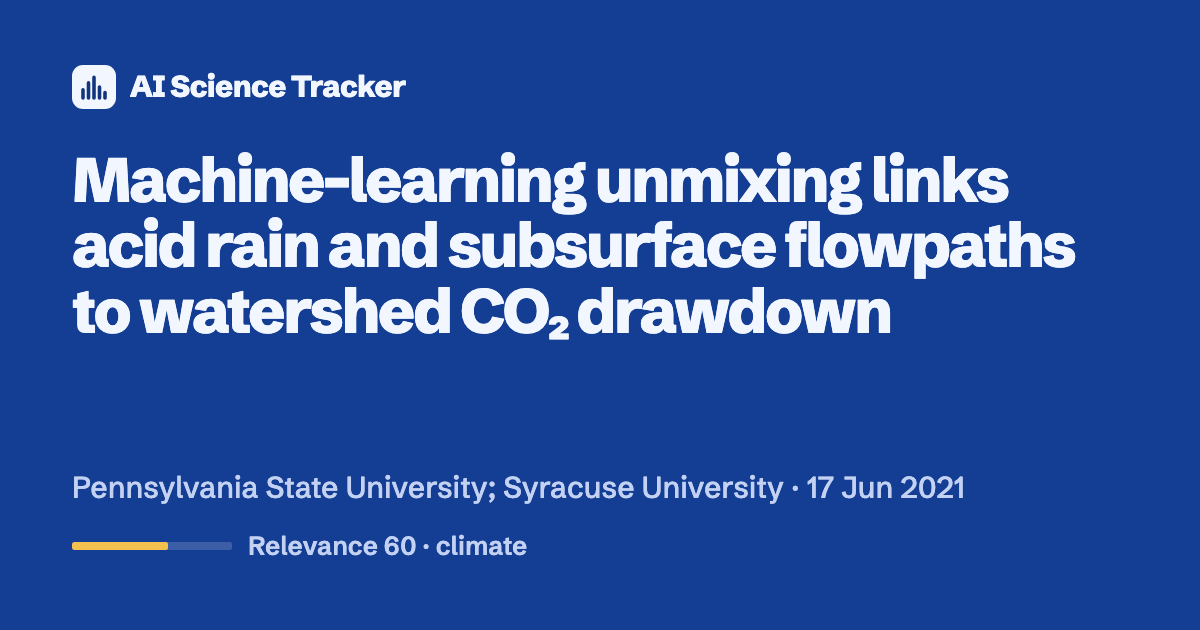 AI Science Tracker
Machine-learning unmixing links
acid rain and subsurface flowpaths
to watershed CO₂ drawdown
Pennsylvania State University; Syracuse University · 17 Jun 2021
Relevance 60 · climate